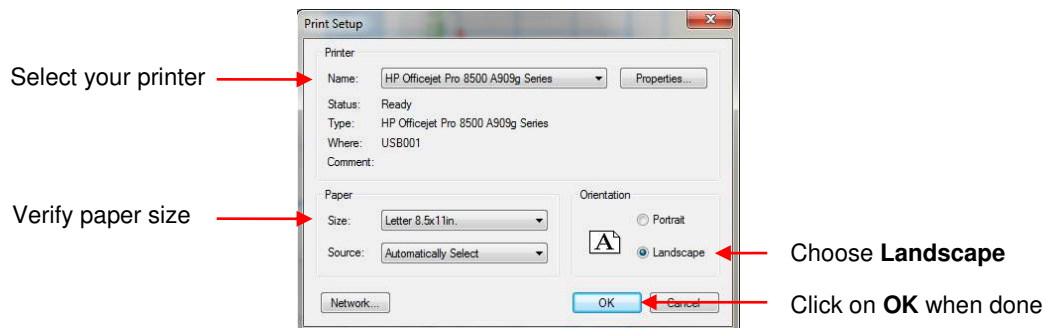 Print Setup
Printer
Select your printer
Name: HP Officejet Pro 8500 A909g Series Properties...
Status: Ready
Type: HP Officejet Pro 8500 A909g Series
Where: USB001
Comment:
Paper
Orientation
Verify paper size
Size: Letter 8.5x11in.
Portrait
Source: Automatically Select
A
Landscape
Choose Landscape
Network...
OK
Cancel
Click on OK when done